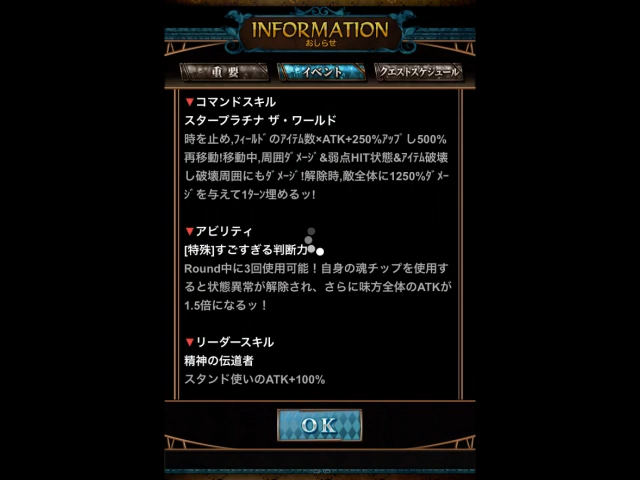 INFORMATION
おしらせ
重要 イベント クエストスケジュール
▼コマンドスキル
スタープラチナ ザ・ワールド
時を止め,ﾌｨｰﾙﾄﾞのｱｲﾃﾑ数×ATK+250%ｱｯﾌﾟし500%
再移動!移動中,周囲ﾀﾞﾒｰｼﾞ&弱点HIT状態&ｱｲﾃﾑ破壊
し破壊周囲にもﾀﾞﾒｰｼﾞ!解除時,敵全体に1250%ﾀﾞﾒｰ
ｼﾞを与えて1ﾀｰﾝ埋めるッ!
▼アビリティ
[特殊]すごすぎる判断力
Round中に3回使用可能！自身の魂チップを使用す
ると状態異常が解除され、さらに味方全体のATKが
1.5倍になるッ！
▼リーダースキル
精神の伝道者
スタンド使いのATK+100%
OK